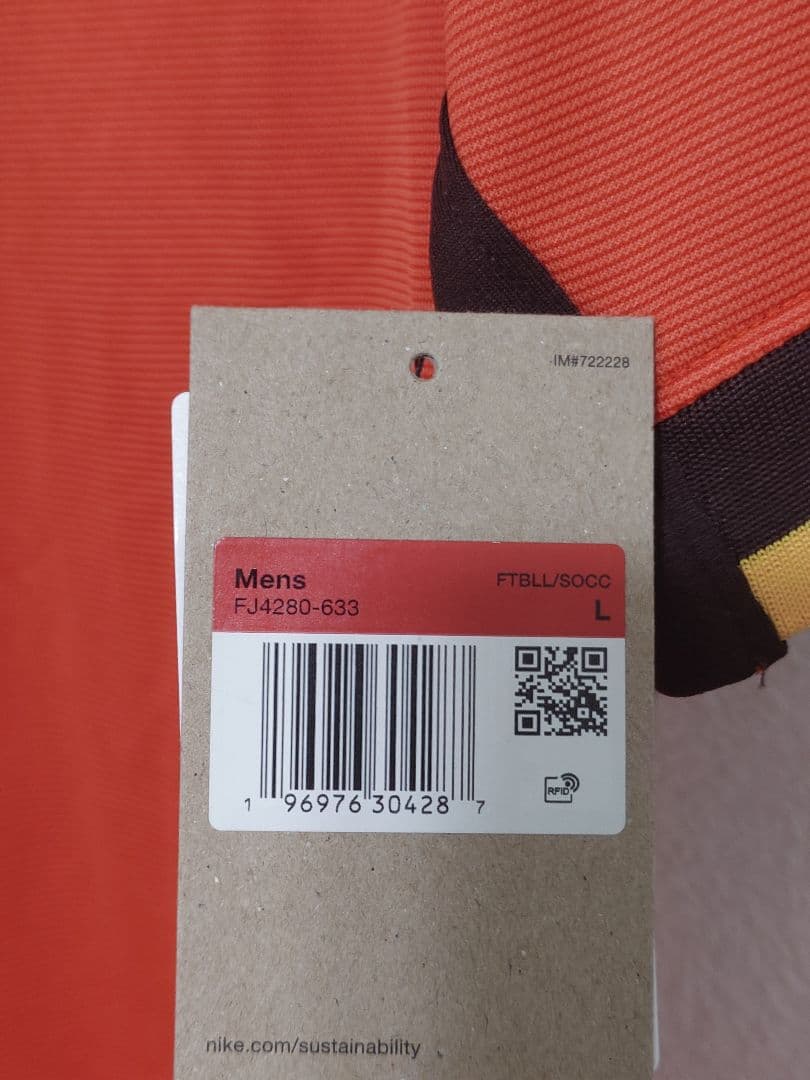 IM#722228
Mens
FTBLL/SOCC
FJ4280-633
L
1 96976 30428 7
RFID
nike.com/sustainability